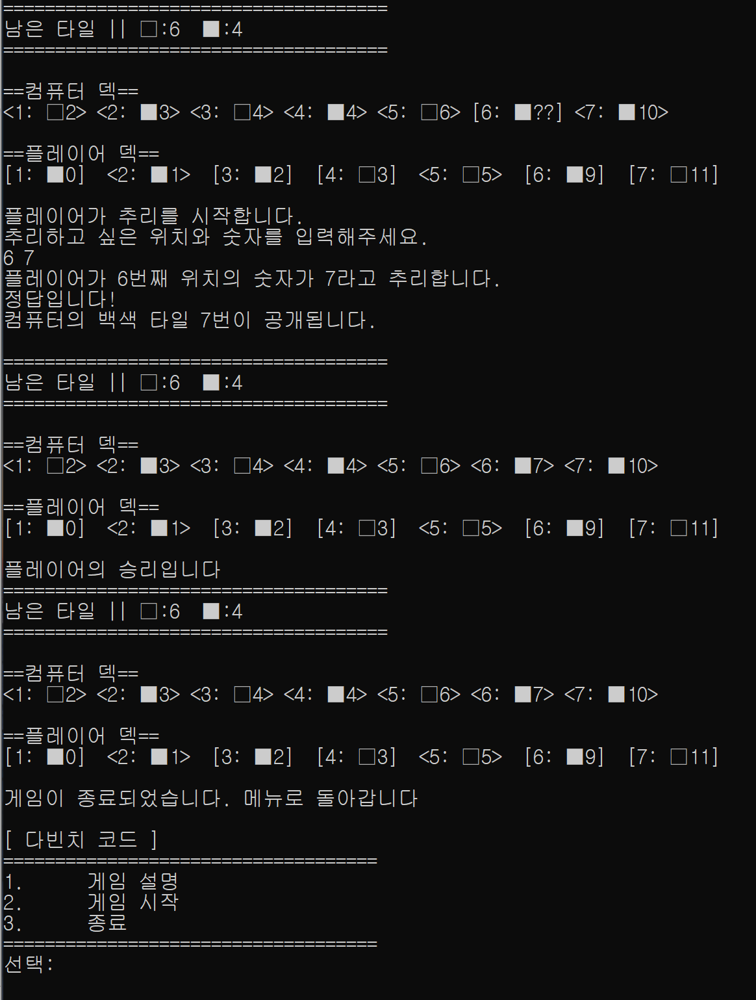 =====================================
남은 타일 || □:6  ■:4
=====================================
==컴퓨터 덱==
<1: □2> <2: ■3> <3: □4> <4: ■4> <5: □6> [6: ■??] <7: ■10>
==플레이어 덱==
[1: ■0]  <2: ■1>  [3: ■2]  [4: □3]  <5: □5>  [6: ■9]  [7: □11]
플레이어가 추리를 시작합니다.
추리하고 싶은 위치와 숫자를 입력해주세요.
6 7
플레이어가 6번째 위치의 숫자가 7라고 추리합니다.
정답입니다!
컴퓨터의 백색 타일 7번이 공개됩니다.
=====================================
남은 타일 || □:6  ■:4
=====================================
==컴퓨터 덱==
<1: □2> <2: ■3> <3: □4> <4: ■4> <5: □6> <6: ■7> <7: ■10>
==플레이어 덱==
[1: ■0]  <2: ■1>  [3: ■2]  [4: □3]  <5: □5>  [6: ■9]  [7: □11]
플레이어의 승리입니다
=====================================
남은 타일 || □:6  ■:4
=====================================
==컴퓨터 덱==
<1: □2> <2: ■3> <3: □4> <4: ■4> <5: □6> <6: ■7> <7: ■10>
==플레이어 덱==
[1: ■0]  <2: ■1>  [3: ■2]  [4: □3]  <5: □5>  [6: ■9]  [7: □11]
게임이 종료되었습니다. 메뉴로 돌아갑니다
[ 다빈치 코드 ]
====================================
1.      게임 설명
2.      게임 시작
3.      종료
====================================
선택: